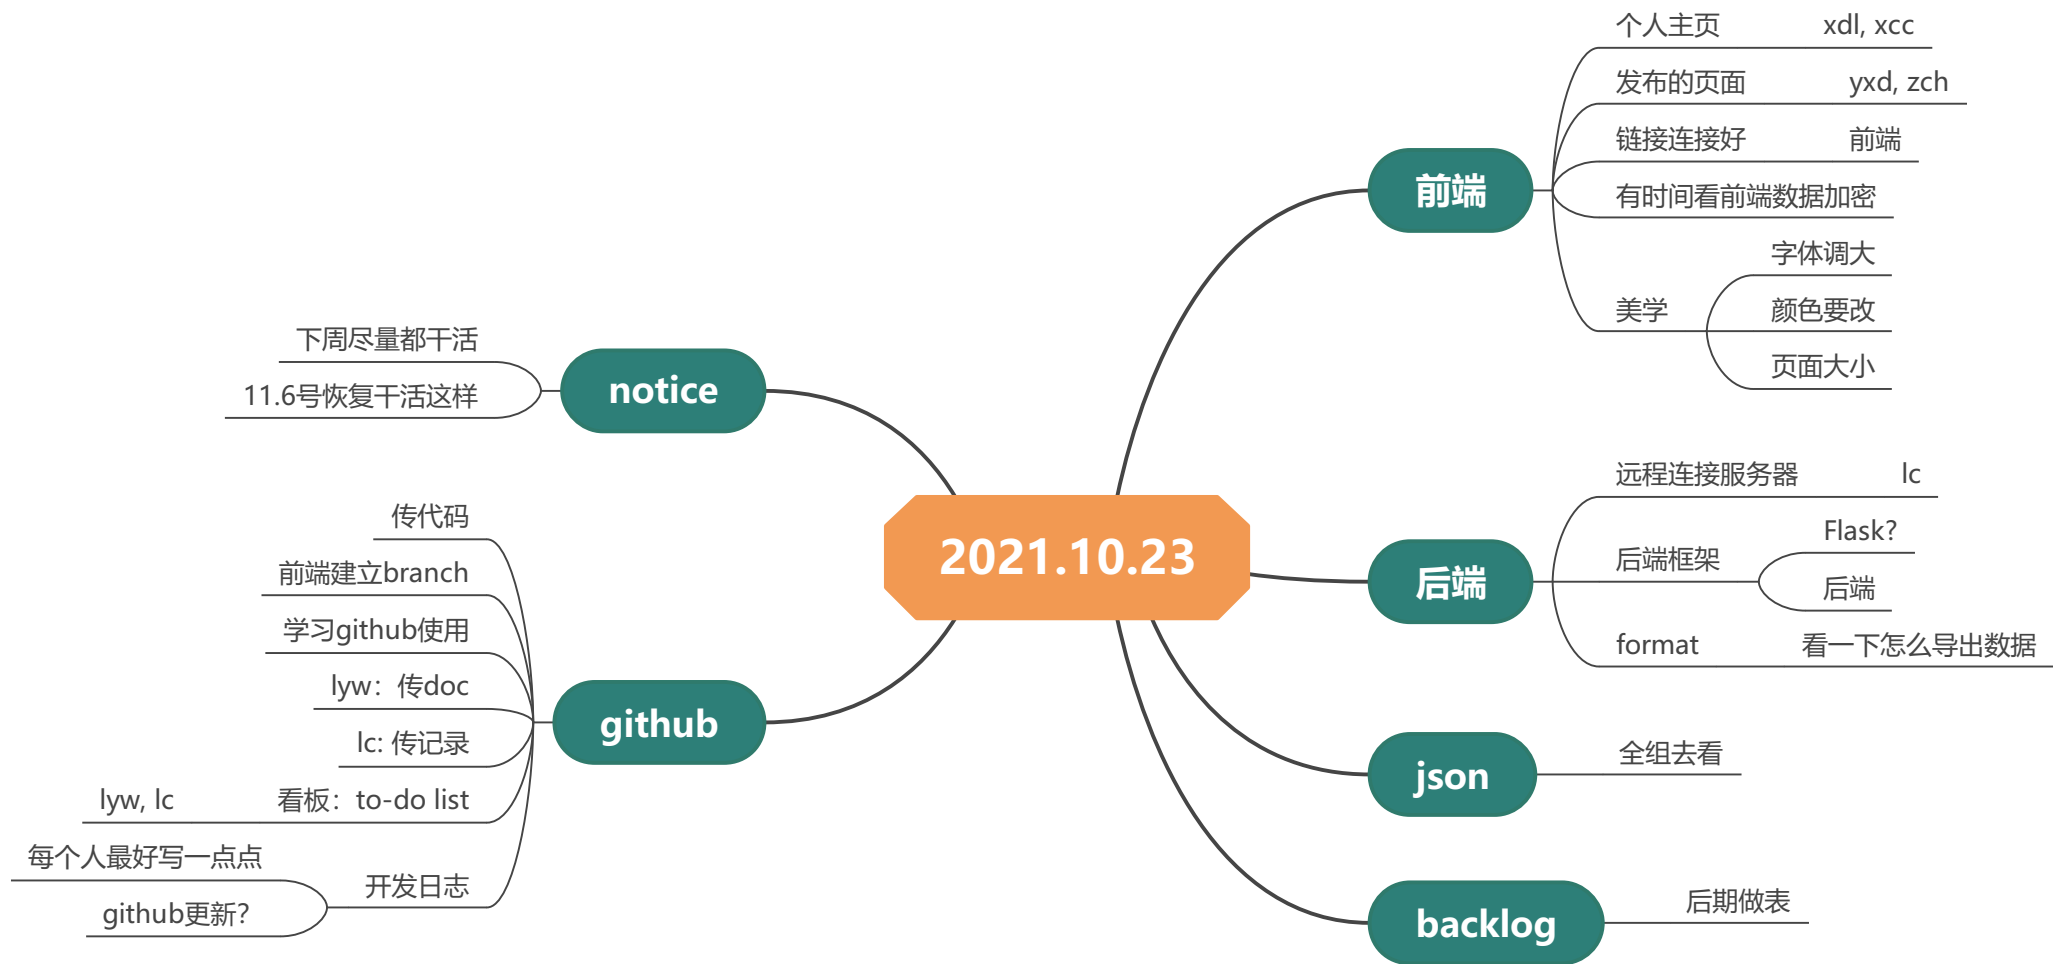 2021.10.23
前端
个人主页
xdl, xcc
发布的页面
yxd, zch
链接连接好
前端
有时间看前端数据加密
美学
字体调大
颜色要改
页面大小
后端
远程连接服务器
lc
后端框架
Flask?
后端
format
看一下怎么导出数据
json
全组去看
backlog
后期做表
notice
下周尽量都干活
11.6号恢复干活这样
github
传代码
前端建立branch
学习github使用
lyw：传doc
lc: 传记录
看板：to-do list
lyw, lc
开发日志
每个人最好写一点点
github更新?